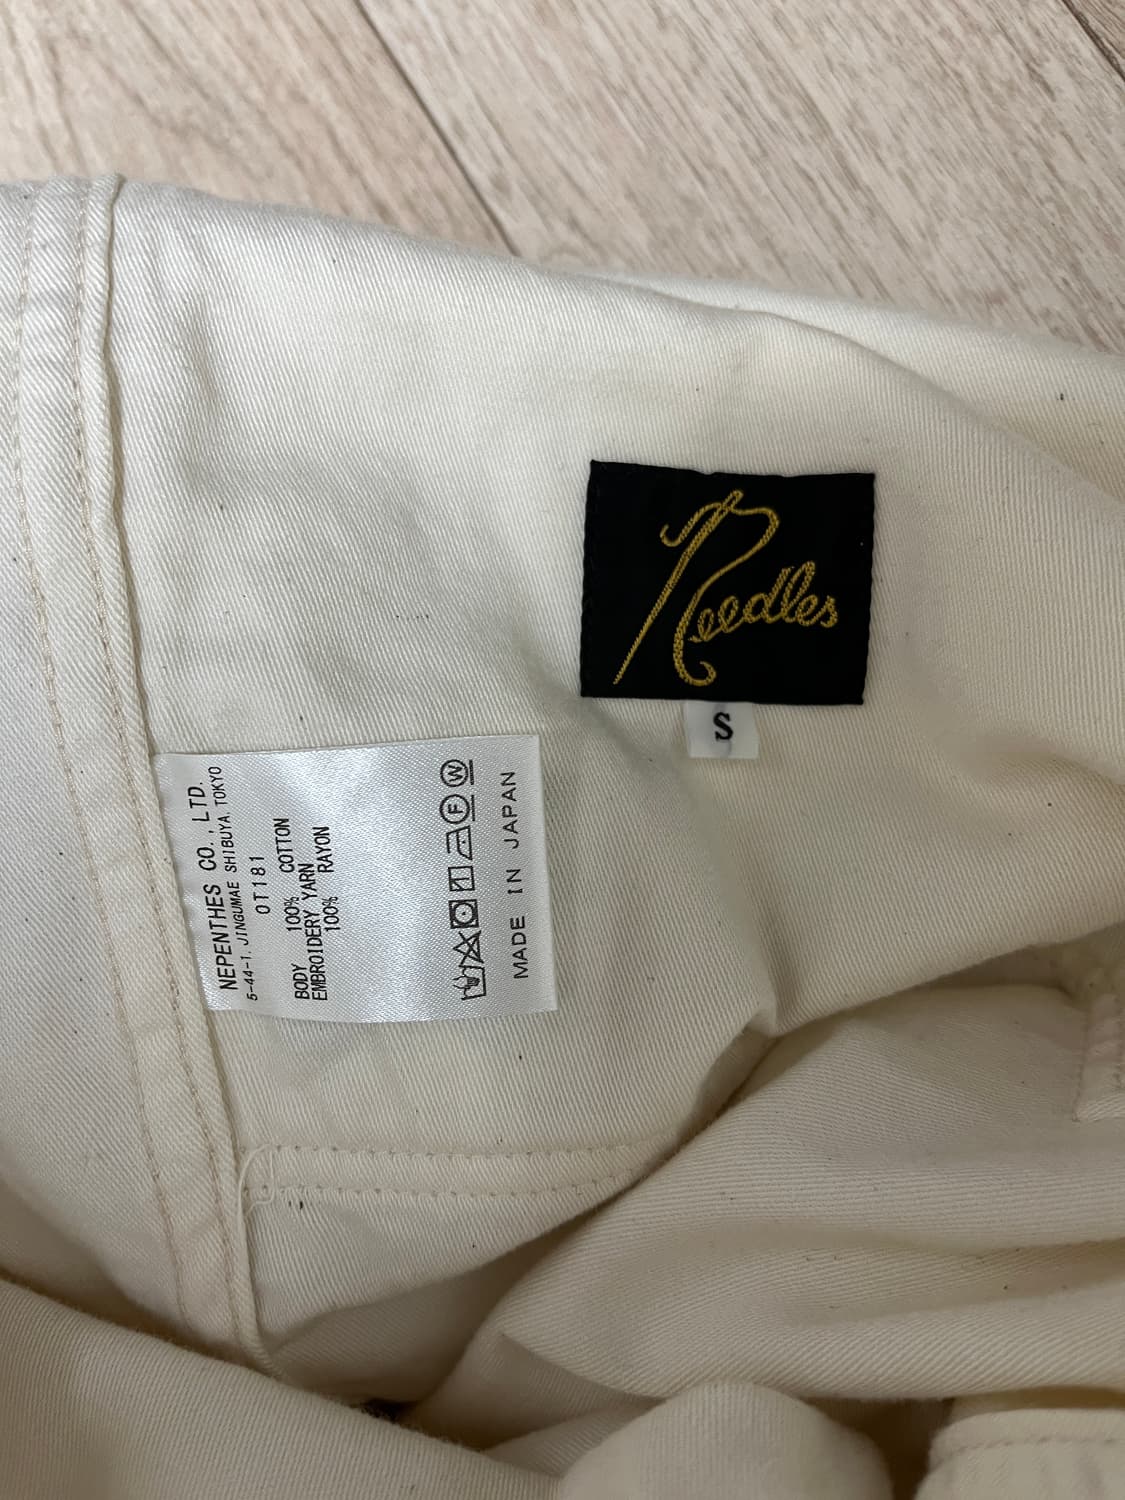 Needles
S
NEPENTHES CO., LTD.
5-44-1, JINGUMAE SHIBUYA, TOKYO
OT181
BODY 100% COTTON
EMBROIDERY YARN
100% RAYON
F W
MADE IN JAPAN